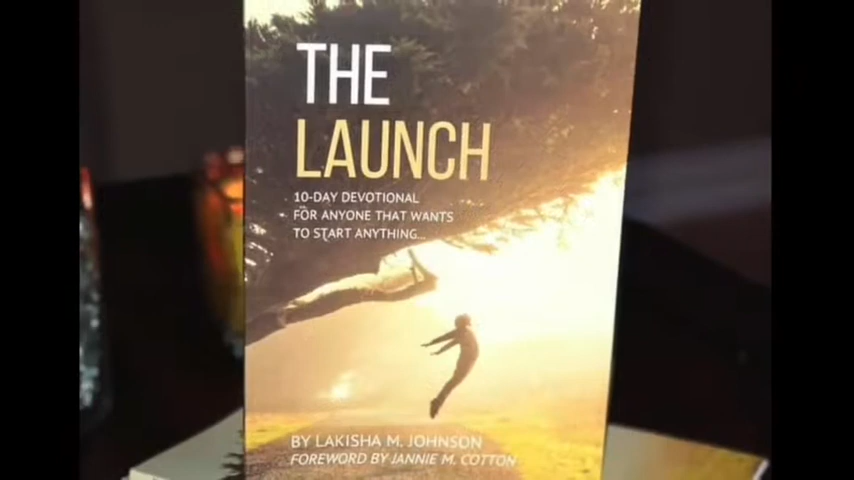 THE
LAUNCH
10-DAY DEVOTIONAL
FOR ANYONE THAT WANTS
TO START ANYTHING...
BY LAKISHA M. JOHNSON
FOREWORD BY JANNIE M. COTTON